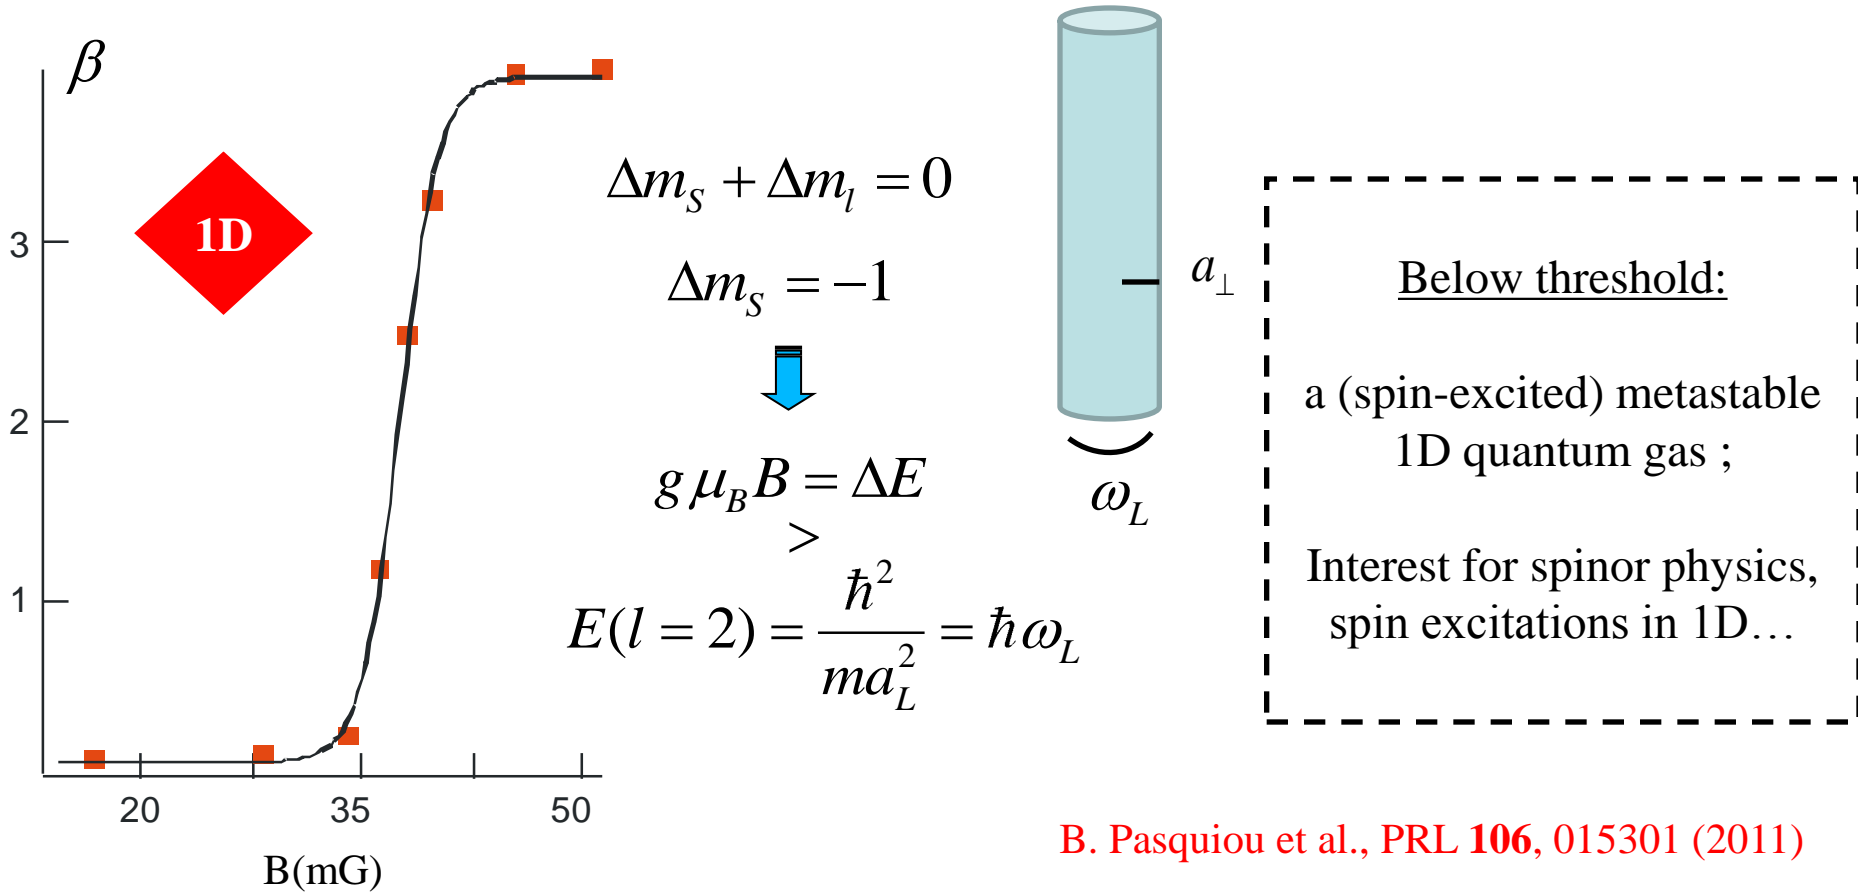 β
3
2
1
20 35 50
B(mG)
1D
Δm_S + Δm_l = 0
Δm_S = −1
gμ_B B = ΔE
>
E(l = 2) = ħ² / (m a_L²) = ħω_L
a_⊥
ω_L
Below threshold:
a (spin-excited) metastable
1D quantum gas ;
Interest for spinor physics,
spin excitations in 1D…
B. Pasquiou et al., PRL 106, 015301 (2011)